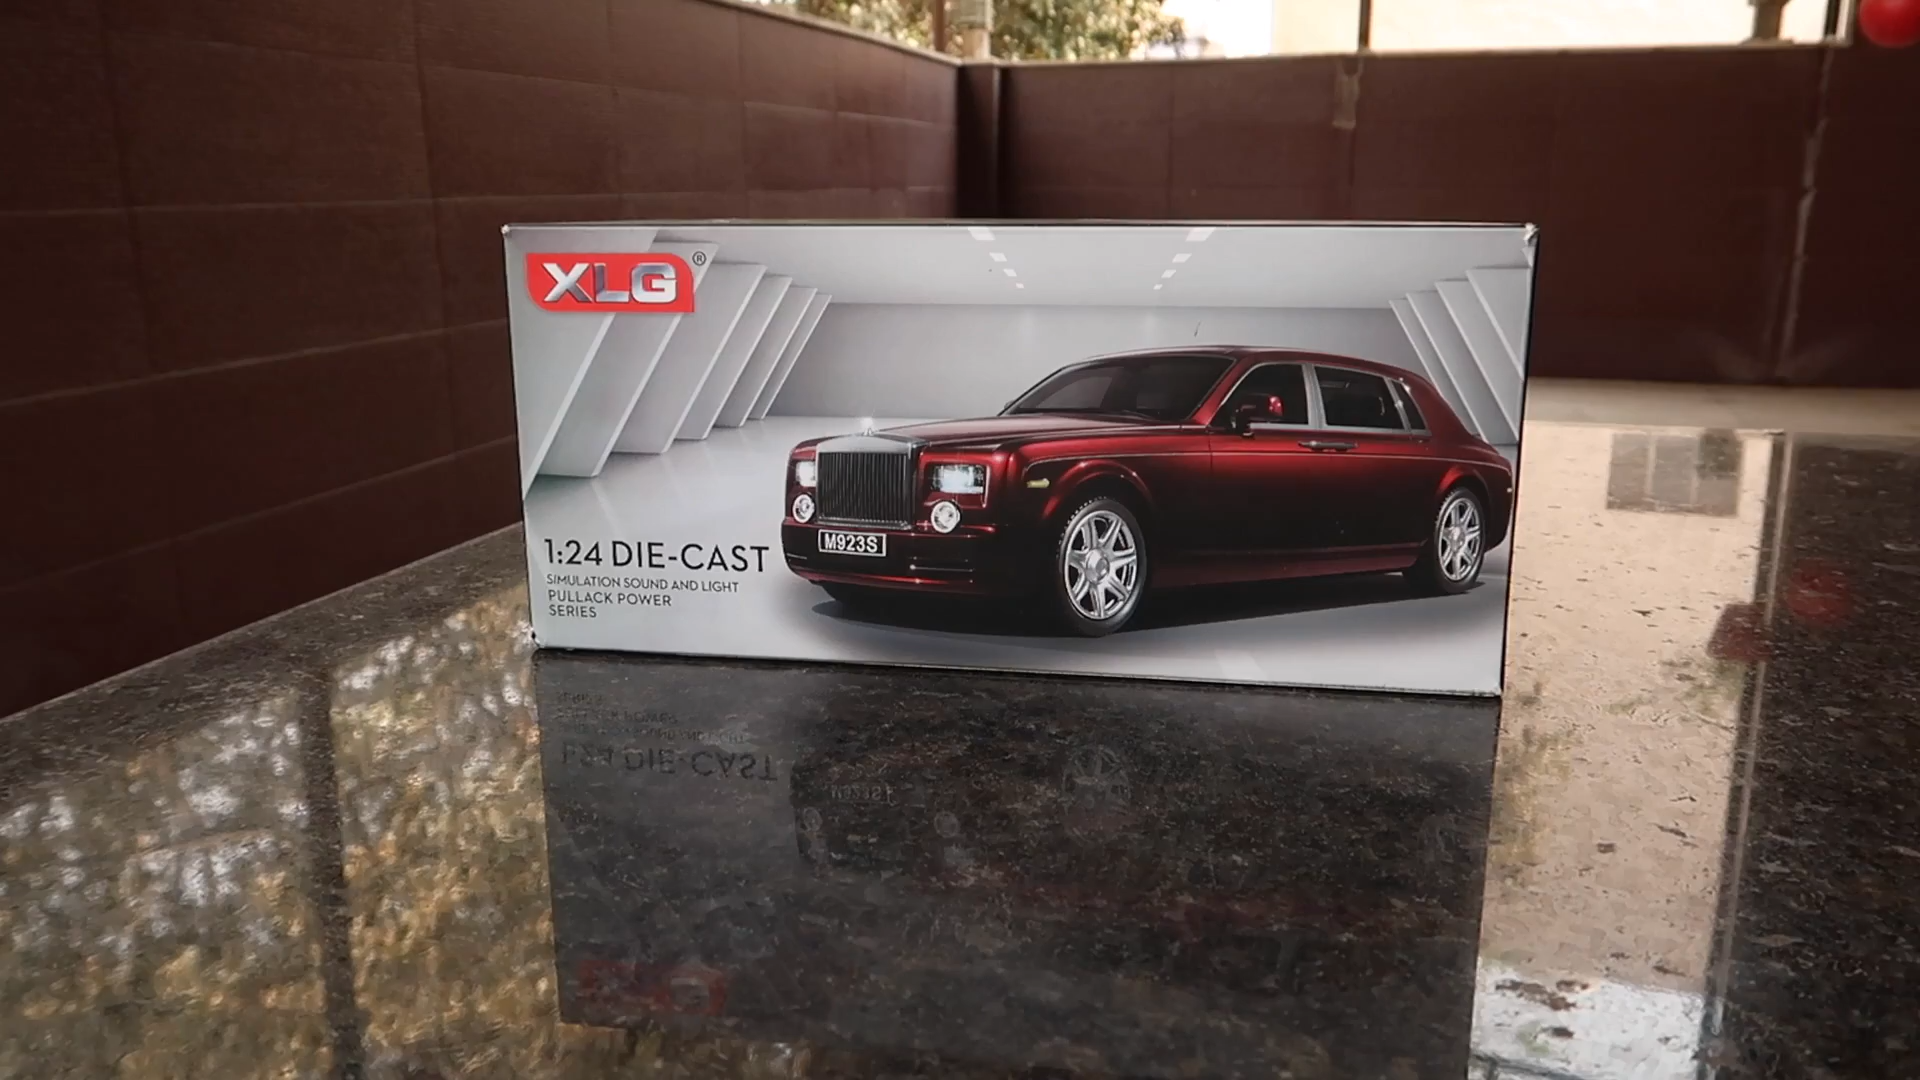 XLG®
1:24 DIE-CAST
SIMULATION SOUND AND LIGHT
PULLACK POWER
SERIES
M923S